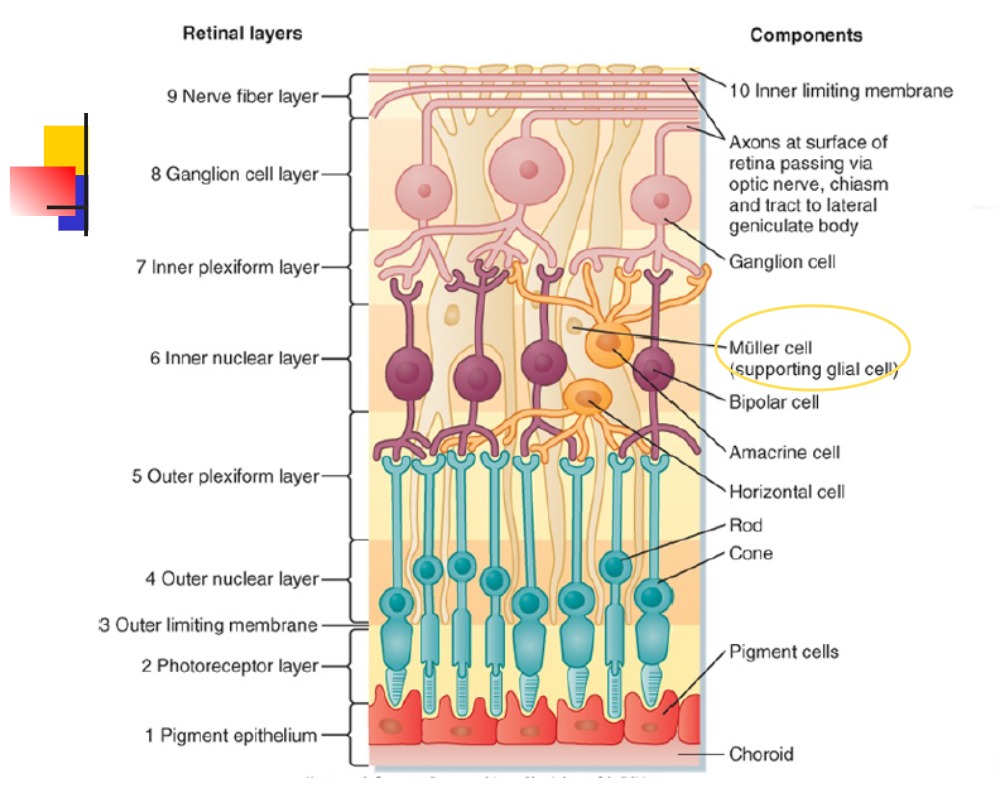 Retinal layers
Components
9 Nerve fiber layer
8 Ganglion cell layer
7 Inner plexiform layer
6 Inner nuclear layer
5 Outer plexiform layer
4 Outer nuclear layer
3 Outer limiting membrane
2 Photoreceptor layer
1 Pigment epithelium
10 Inner limiting membrane
Axons at surface of
retina passing via
optic nerve, chiasm
and tract to lateral
geniculate body
Ganglion cell
Müller cell
(supporting glial cell)
Bipolar cell
Amacrine cell
Horizontal cell
Rod
Cone
Pigment cells
Choroid